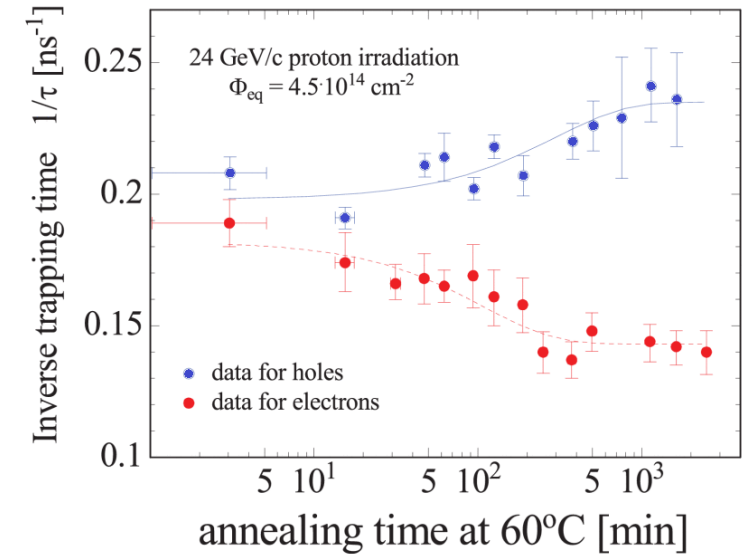 Inverse trapping time 1/τ [ns⁻¹]
0.25
0.2
0.15
0.1
24 GeV/c proton irradiation
Φeq = 4.5·10¹⁴ cm⁻²
data for holes
data for electrons
5 10¹ 5 10² 5 10³
annealing time at 60°C [min]